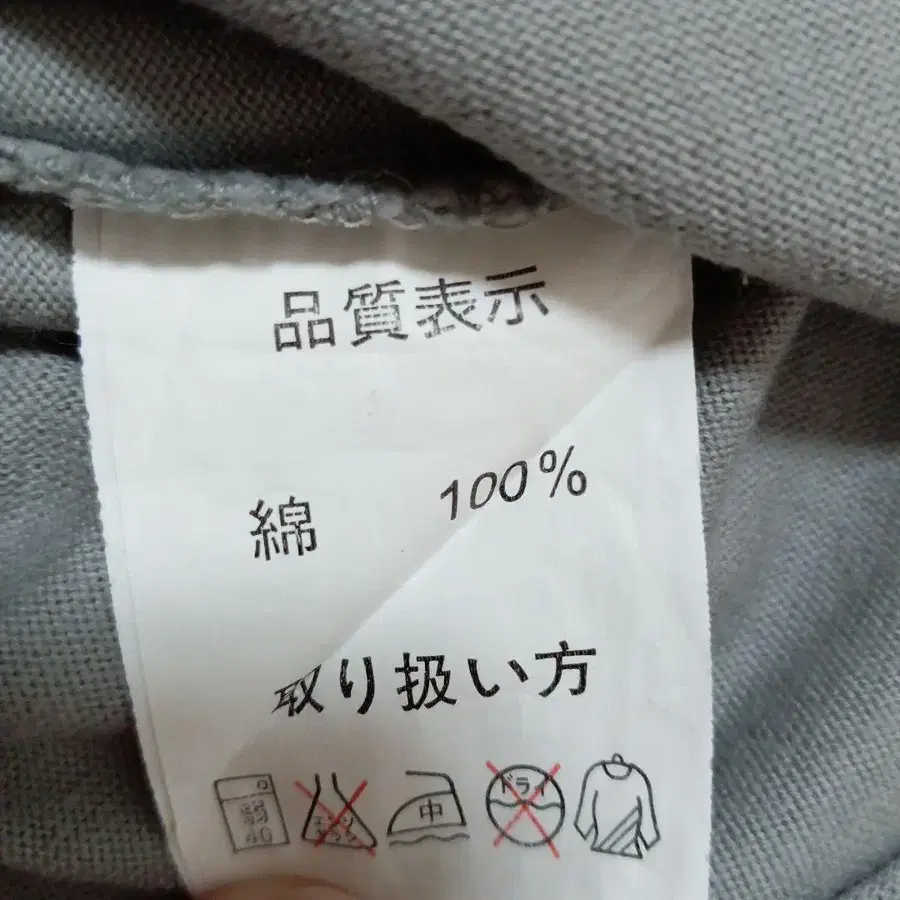 品質表示
綿 100%
取り扱い方
弱 40 中 ドライ